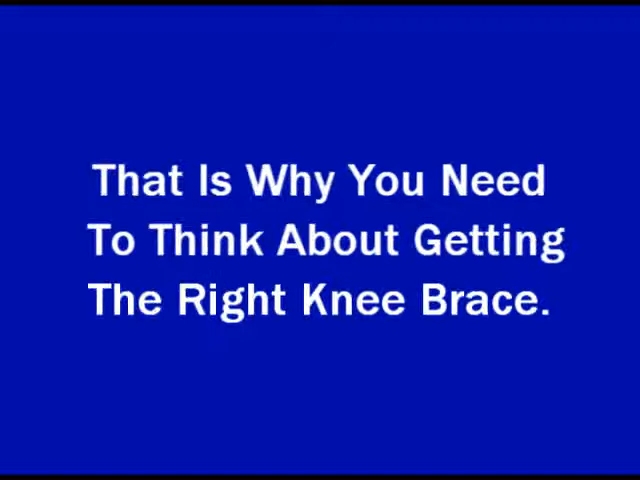 That Is Why You Need
To Think About Getting
The Right Knee Brace.